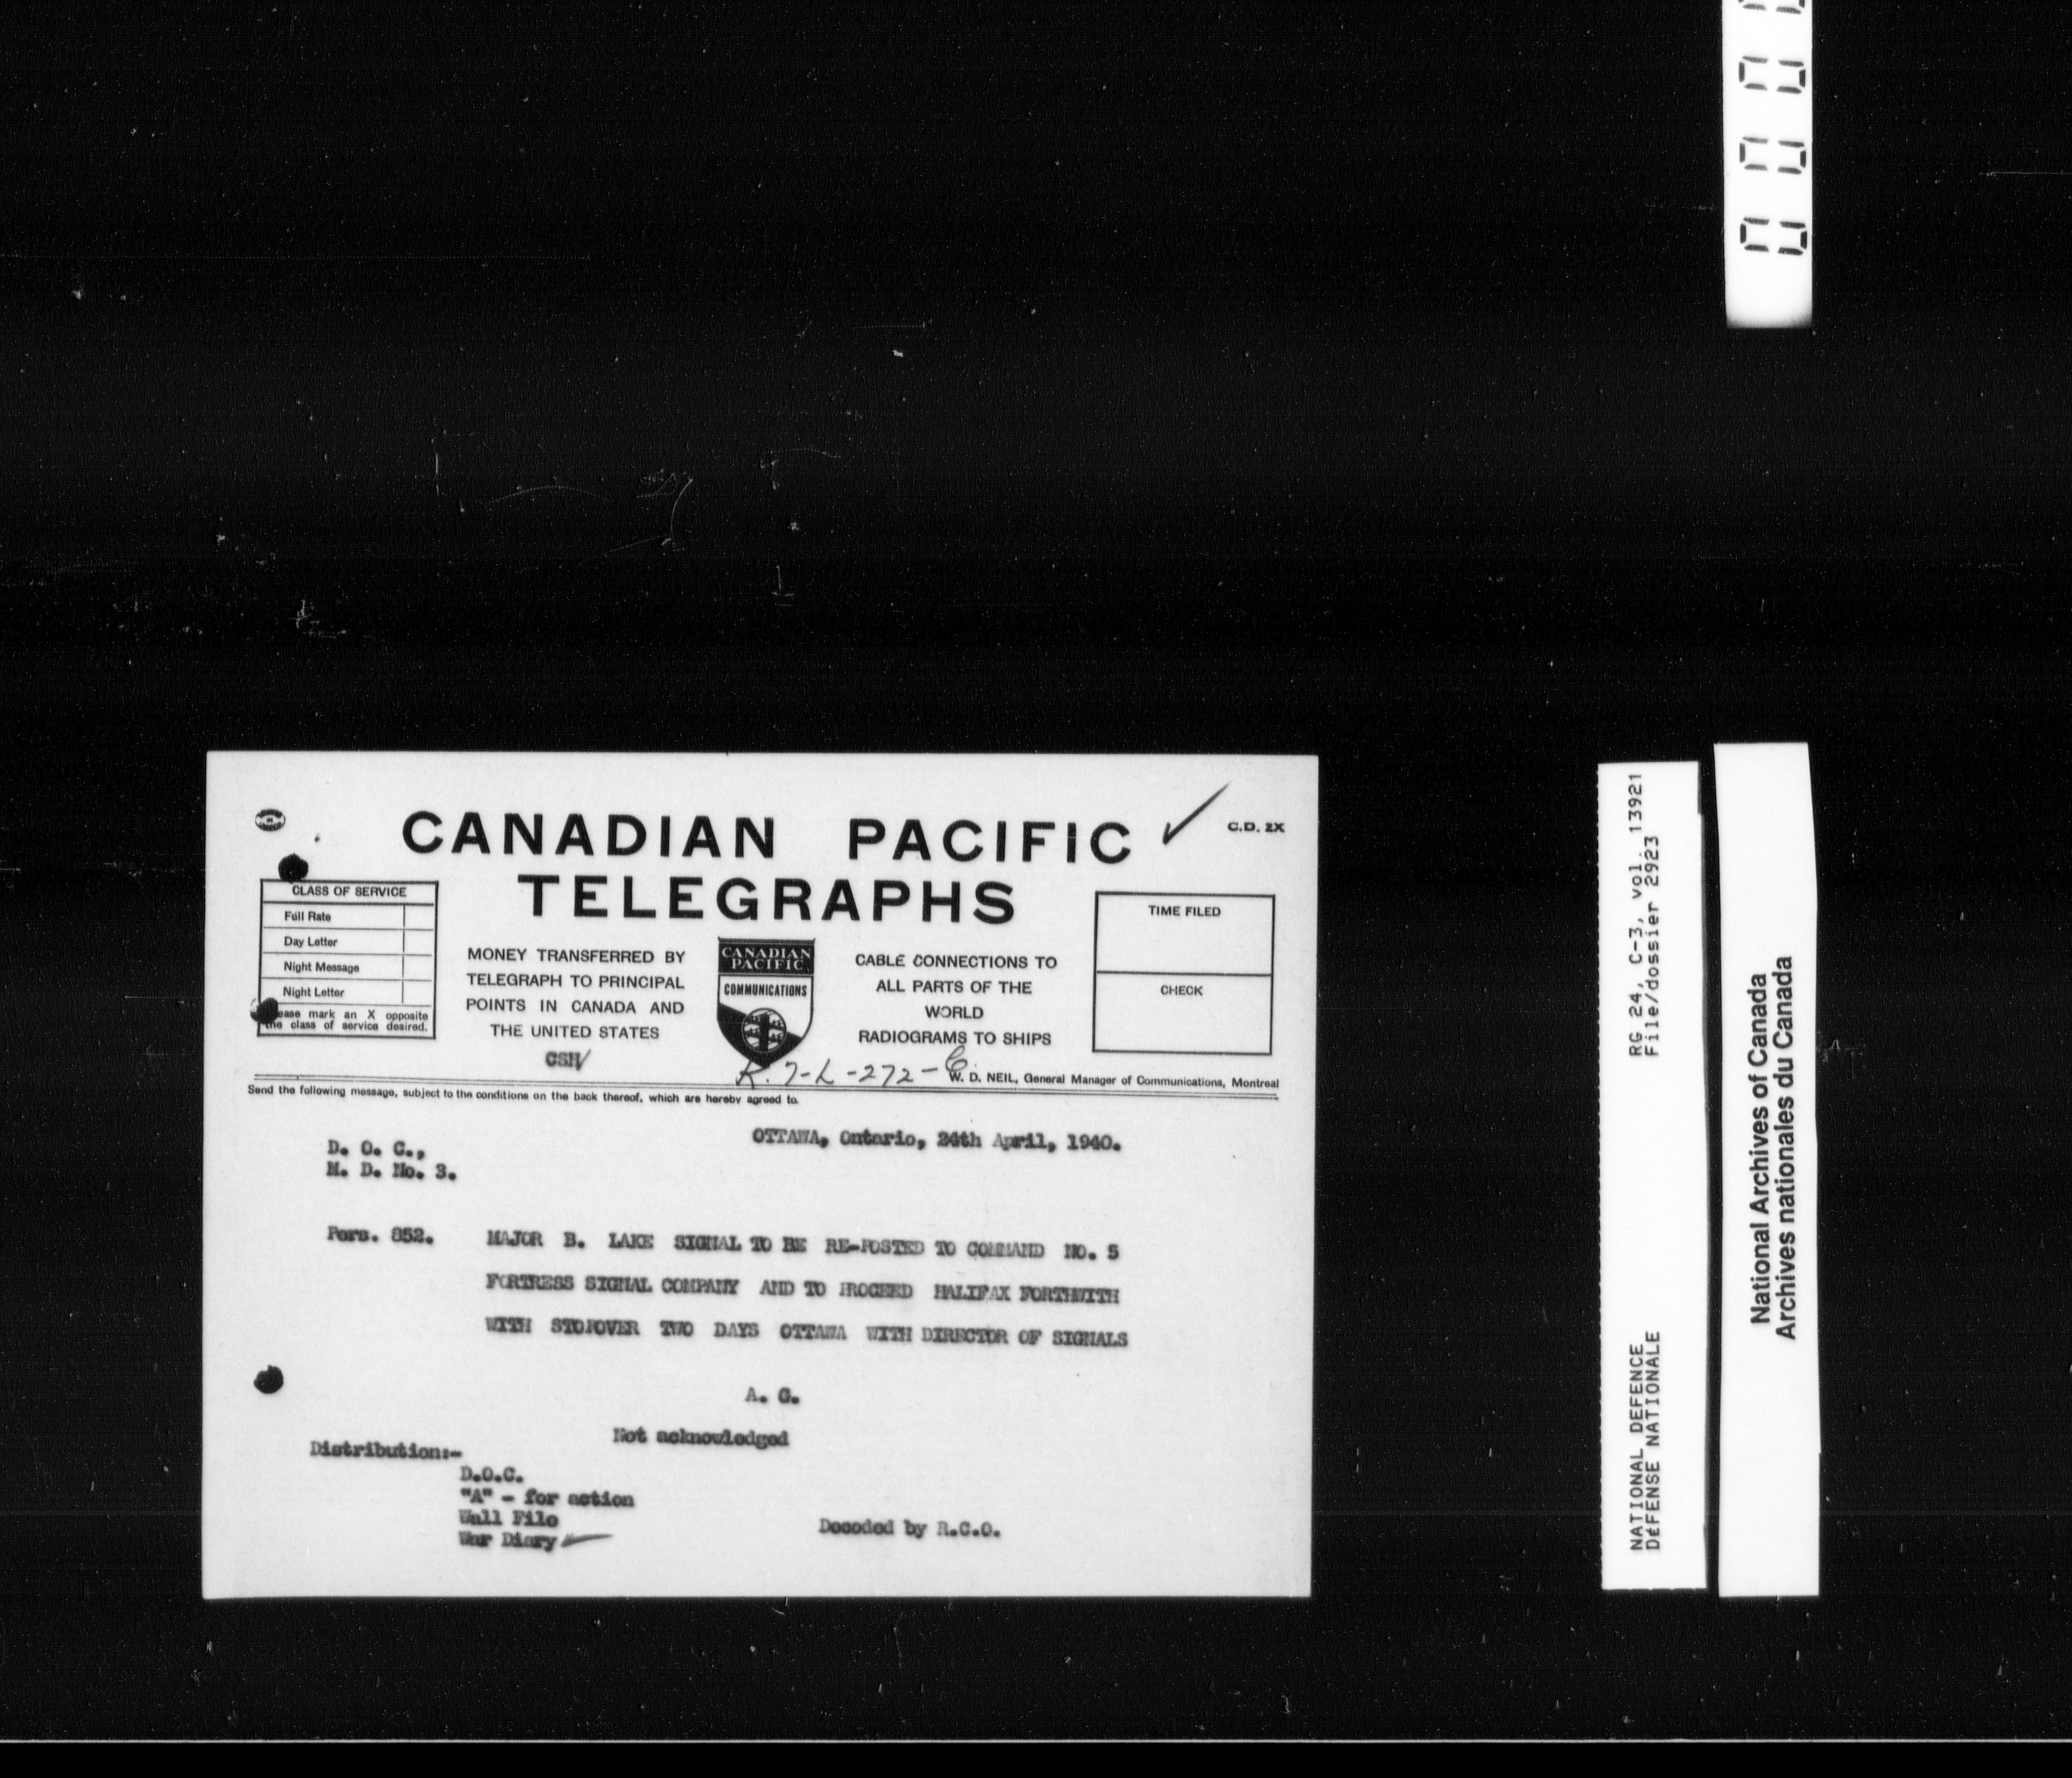 CANADIAN PACIFIC
TELEGRAPHS
C.D. 2X
CLASS OF SERVICE
Full Rate
Day Letter
Night Message
Night Letter
ease mark an X opposite
the class of service desired.
MONEY TRANSFERRED BY
TELEGRAPH TO PRINCIPAL
POINTS IN CANADA AND
THE UNITED STATES
CANADIAN
PACIFIC
COMMUNICATIONS
CABLE CONNECTIONS TO
ALL PARTS OF THE
WORLD
RADIOGRAMS TO SHIPS
TIME FILED
CHECK
CSH/
K. 7-L-272-6.
W. D. NEIL, General Manager of Communications, Montreal
Send the following message, subject to the conditions on the back thereof, which are hereby agreed to.
OTTAWA, Ontario, 24th April, 1940.
D. O. C.,
M. D. No. 3.
Pers. 852. MAJOR B. LAKE SIGNAL TO BE RE-POSTED TO COMMAND NO. 5
FORTRESS SIGNAL COMPANY AND TO PROCEED HALIFAX FORTHWITH
WITH STOPOVER TWO DAYS OTTAWA WITH DIRECTOR OF SIGNALS
A. G.
Not acknowledged
Distribution:-
D.O.C.
"A" - for action
Wall File
War Diary
Decoded by R.C.O.
RG 24, C-3, vol. 13921
File/dossier 2923
NATIONAL DEFENCE
DÉFENSE NATIONALE
National Archives of Canada
Archives nationales du Canada